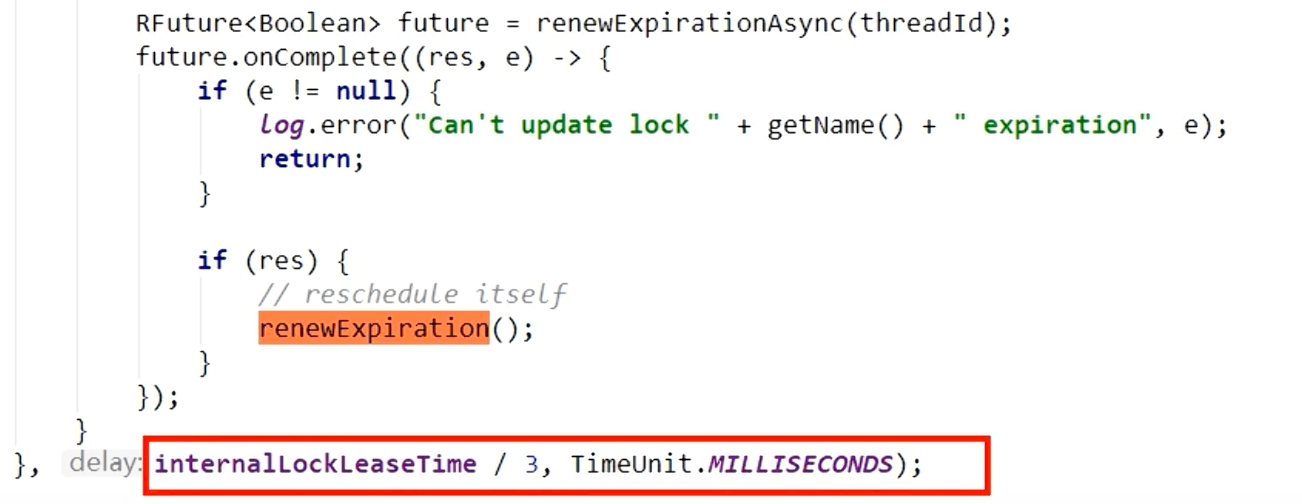 RFuture<Boolean> future = renewExpirationAsync(threadId);
future.onComplete((res, e) -> {
if (e != null) {
log.error("Can't update lock " + getName() + " expiration", e);
return;
}
if (res) {
// reschedule itself
renewExpiration();
}
});
}
}, delay: internalLockLeaseTime / 3, TimeUnit.MILLISECONDS);